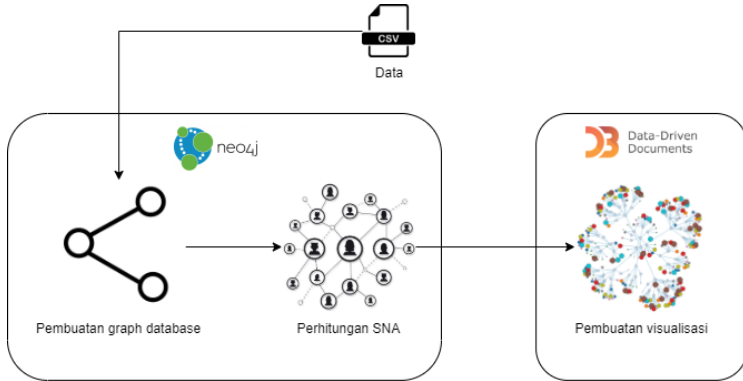 CSV
Data
neo4j
Data-Driven
Documents
Pembuatan graph database
Perhitungan SNA
Pembuatan visualisasi